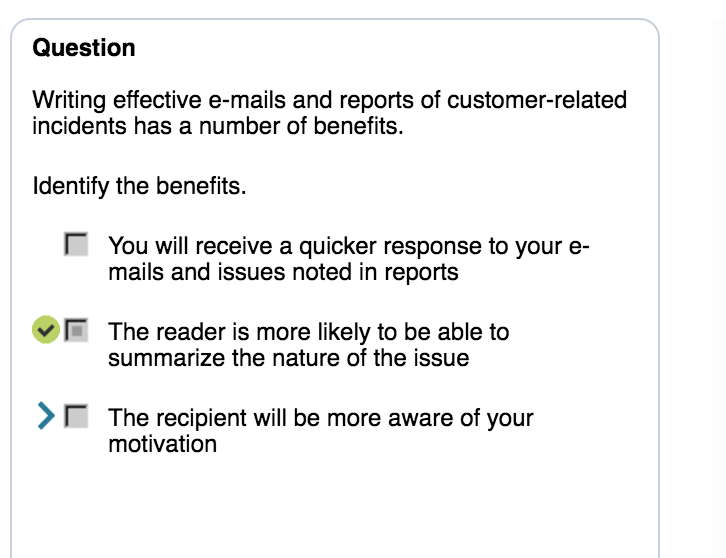 Question
Writing effective e-mails and reports of customer-related
incidents has a number of benefits.
Identify the benefits.
You will receive a quicker response to your e-
mails and issues noted in reports
The reader is more likely to be able to
summarize the nature of the issue
The recipient will be more aware of your
motivation